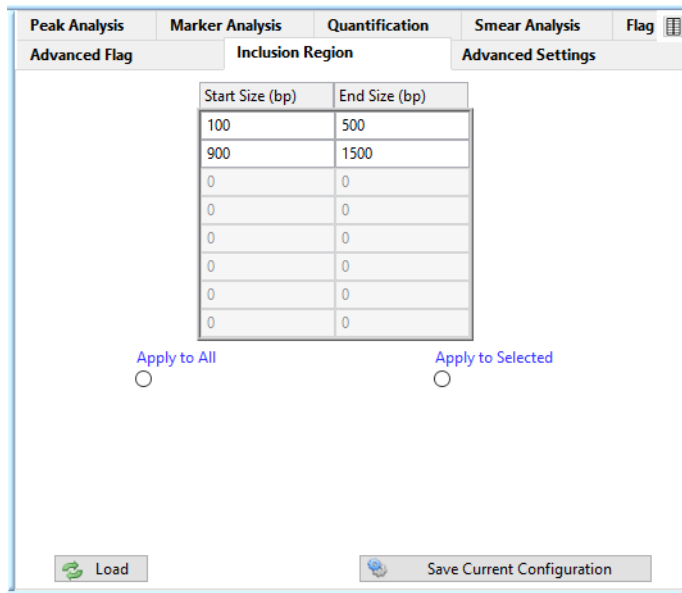 Peak Analysis Marker Analysis Quantification Smear Analysis Flag
Advanced Flag Inclusion Region Advanced Settings
Start Size (bp) End Size (bp)
100 500
900 1500
0 0
0 0
0 0
0 0
0 0
0 0
Apply to All Apply to Selected
Load Save Current Configuration